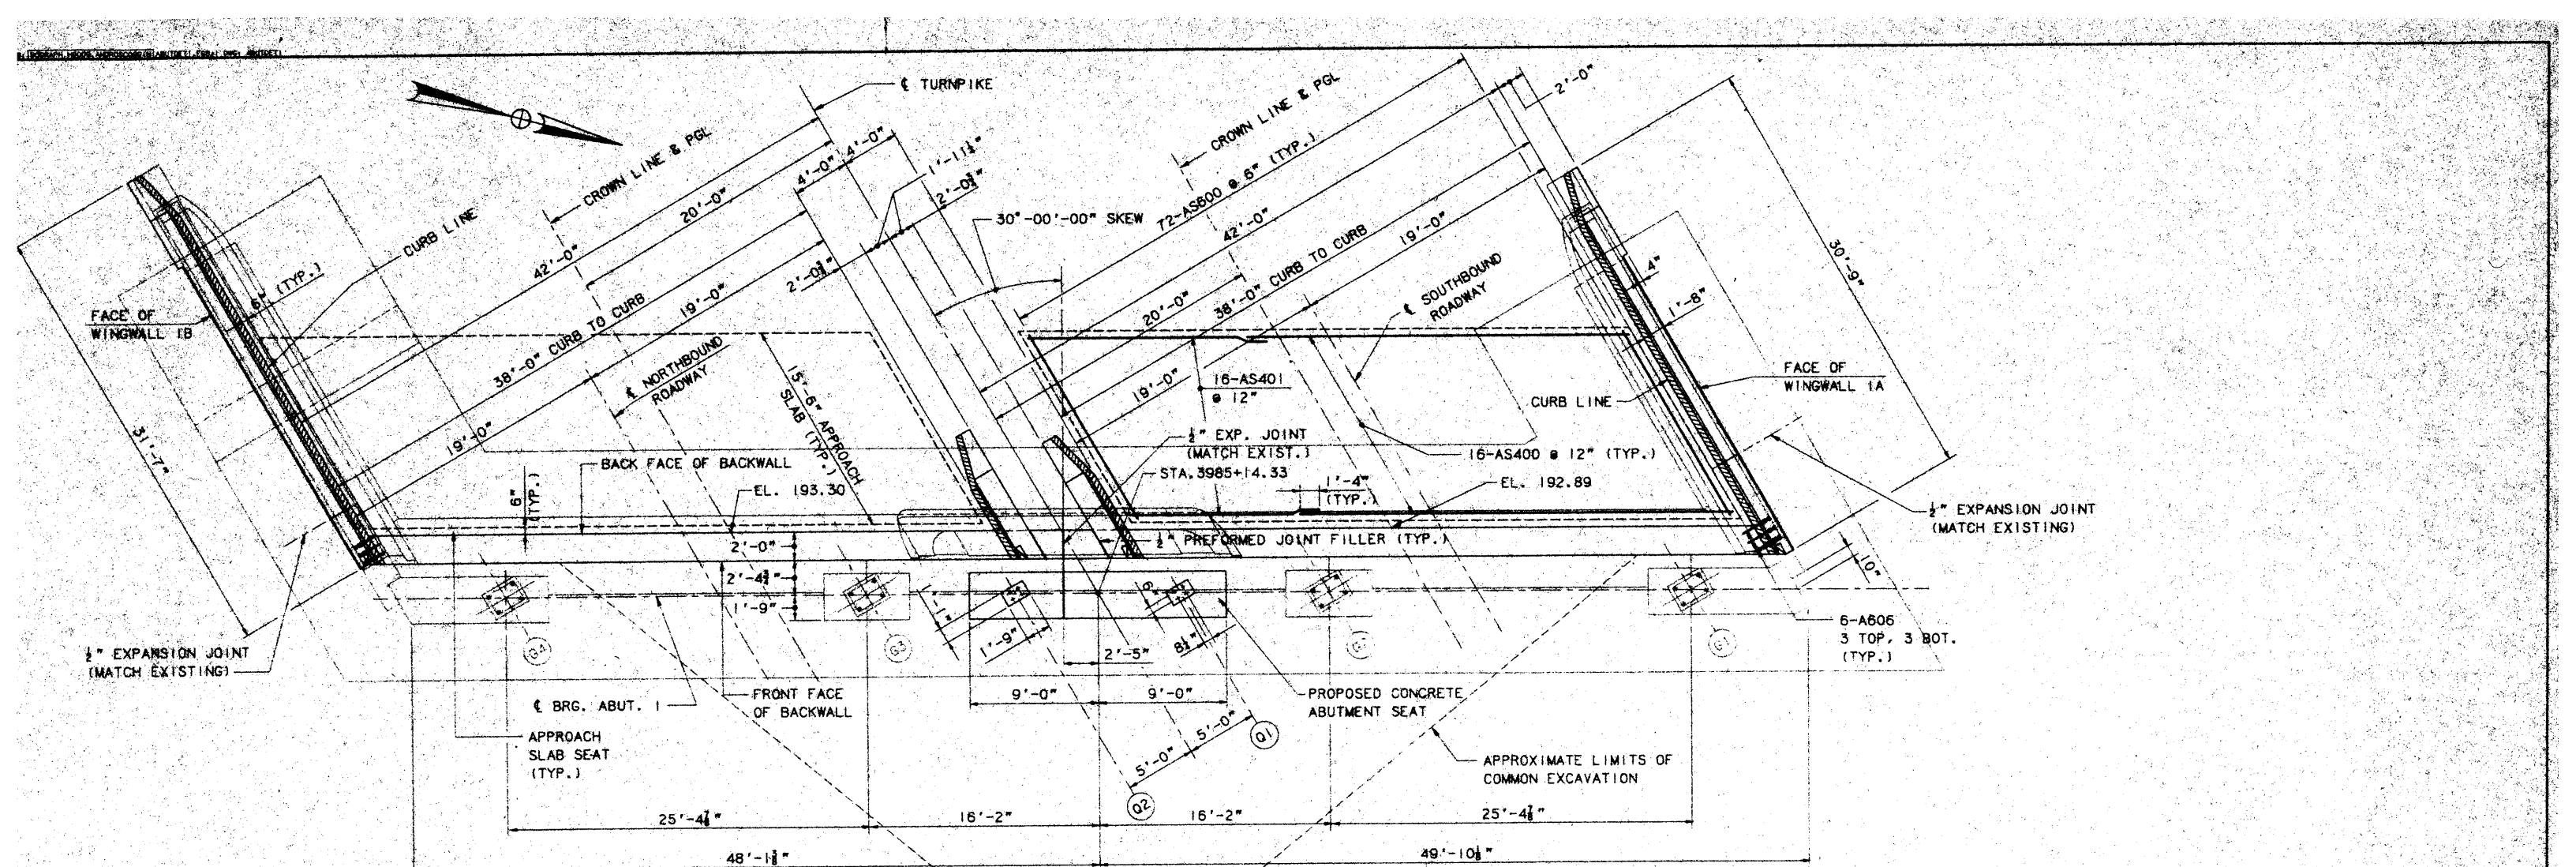 ℄ TURNPIKE
CROWN LINE & PGL
CROWN LINE & PGL
2'-0"
4'-0"
4'-0"
1'-11½"
20'-0"
2'-0¾"
72-AS600 @ 6" (TYP.)
30°-00'-00" SKEW
42'-0"
CURB LINE
42'-0"
19'-0"
30'-9"
6" (TYP.)
38'-0" CURB TO CURB
2'-0¾"
20'-0"
℄ SOUTHBOUND
ROADWAY
4"
1'-8"
FACE OF
WINGWALL 1B
38'-0" CURB TO CURB
19'-0"
℄ NORTHBOUND
ROADWAY
15'-6" APPROACH
SLAB (TYP.)
19'-0"
16-AS401
@ 12"
FACE OF
WINGWALL 1A
CURB LINE
31'-7"
19'-0"
½" EXP. JOINT
(MATCH EXIST.)
16-AS400 @ 12" (TYP.)
BACK FACE OF BACKWALL
STA.3985+14.33
6"
(TYP.)
EL. 193.30
1'-4"
(TYP.)
EL. 192.89
½" EXPANSION JOINT
(MATCH EXISTING)
2'-0"
½" PREFORMED JOINT FILLER (TYP.)
2'-4¾"
1'-9"
6"
10"
6-A606
3 TOP, 3 BOT.
(TYP.)
1'-9"
8½"
2'-5"
G4
G3
G1
½" EXPANSION JOINT
(MATCH EXISTING)
9'-0"
9'-0"
℄ BRG. ABUT. 1
FRONT FACE
OF BACKWALL
PROPOSED CONCRETE
ABUTMENT SEAT
5'-0"
5'-0"
Q1
Q2
APPROACH
SLAB SEAT
(TYP.)
APPROXIMATE LIMITS OF
COMMON EXCAVATION
25'-4⅞"
16'-2"
16'-2"
25'-4⅞"
48'-1⅜"
49'-10⅛"